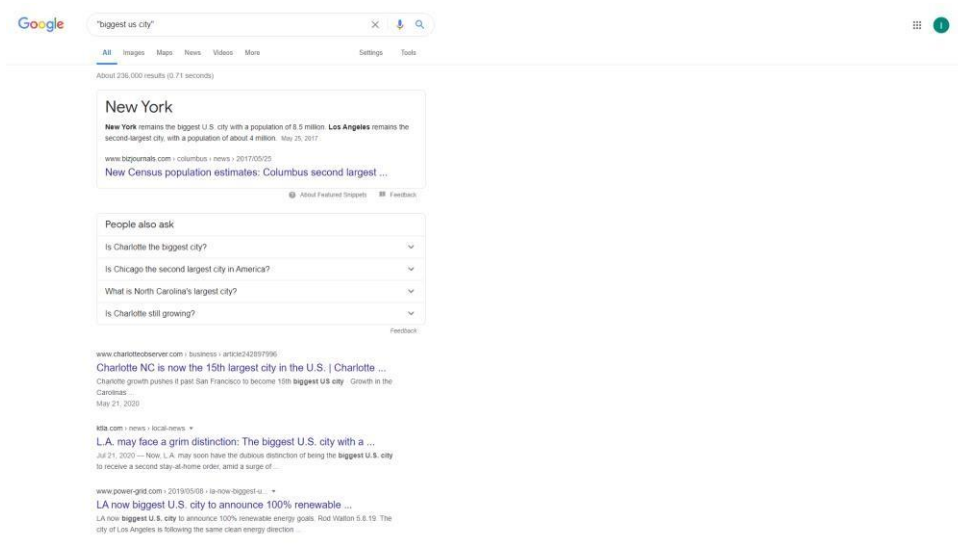 Google
"biggest us city"
All Images Maps News Videos More Settings Tools
About 236,000 results (0.71 seconds)
New York
New York remains the biggest U.S. city with a population of 8.5 million. Los Angeles remains the
second-largest city, with a population of about 4 million. May 25, 2017
www.bizjournals.com › columbus › news › 2017/05/25
New Census population estimates: Columbus second largest ...
About Featured Snippets Feedback
People also ask
Is Charlotte the biggest city?
Is Chicago the second largest city in America?
What is North Carolina's largest city?
Is Charlotte still growing?
Feedback
www.charlotteobserver.com › business › article242897996
Charlotte NC is now the 15th largest city in the U.S. | Charlotte ...
Charlotte growth pushes it past San Francisco to become 15th biggest US city. Growth in the
Carolinas ...
May 21, 2020
ktla.com › news › local-news
L.A. may face a grim distinction: The biggest U.S. city with a ...
Jul 21, 2020 — Now, L.A. may soon have the dubious distinction of being the biggest U.S. city
to receive a second stay-at-home order, amid a surge of ...
www.power-grid.com › 2019/05/08 › la-now-biggest-u...
LA now biggest U.S. city to announce 100% renewable ...
LA now biggest U.S. city to announce 100% renewable energy goals. Rod Walton 5.8.19. The
city of Los Angeles is following the same clean energy direction ...